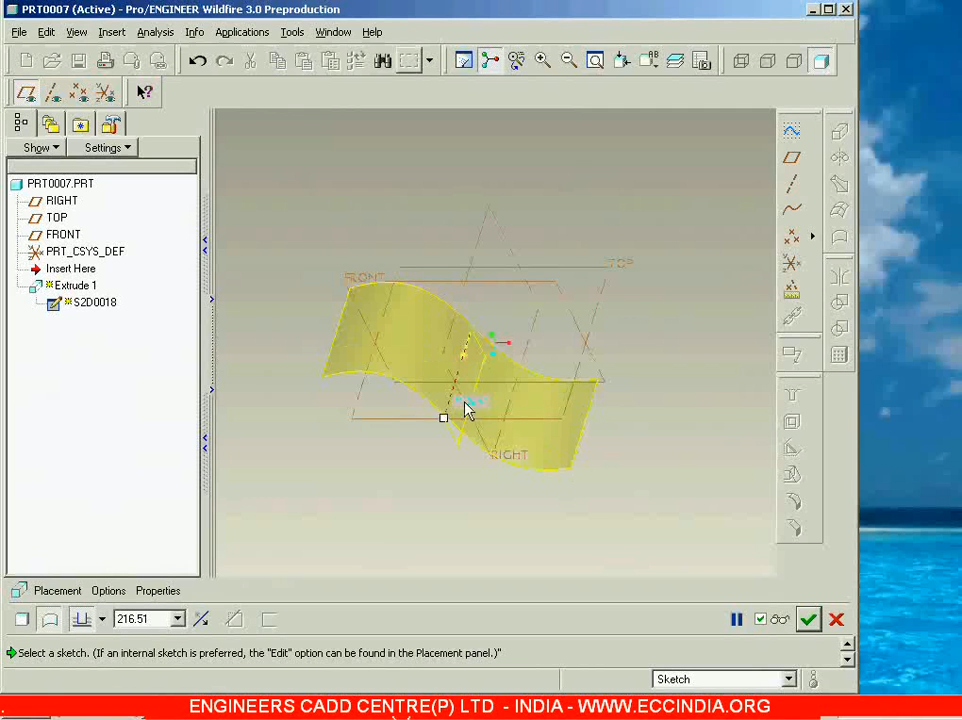 PRT0007 (Active) - Pro/ENGINEER Wildfire 3.0 Preproduction
File Edit View Insert Analysis Info Applications Tools Window Help
Show Settings
PRT0007.PRT
RIGHT
TOP
FRONT
PRT_CSYS_DEF
Insert Here
Extrude 1
S2D0018
TOP
FRONT
RIGHT
Placement Options Properties
216.51
Select a sketch. (If an internal sketch is preferred, the "Edit" option can be found in the Placement panel.)"
Sketch
ENGINEERS CADD CENTRE(P) LTD - INDIA - WWW.ECCINDIA.ORG